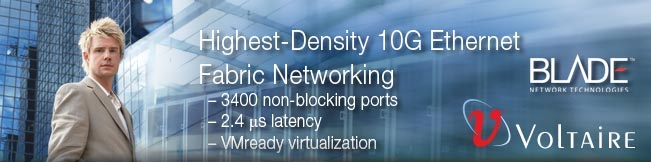 Highest-Density 10G Ethernet
Fabric Networking
– 3400 non-blocking ports
– 2.4 µs latency
– VMready virtualization
BLADE™
NETWORK TECHNOLOGIES
VOLTAIRE